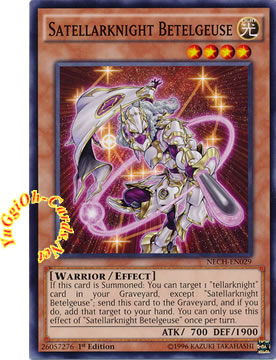 SATELLARKNIGHT BETELGEUSE
YuGgiOh-Cards.Net
NECH-EN029
[WARRIOR / EFFECT]
If this card is Summoned: You can target 1 "tellarknight"
card in your Graveyard, except "Satellarknight
Betelgeuse"; send this card to the Graveyard, and if you
do, add that target to your hand. You can only use this effect
of "Satellarknight Betelgeuse" once per turn.
ATK/ 700 DEF/1900
26057276 1st Edition ©1996 KAZUKI TAKAHASHI